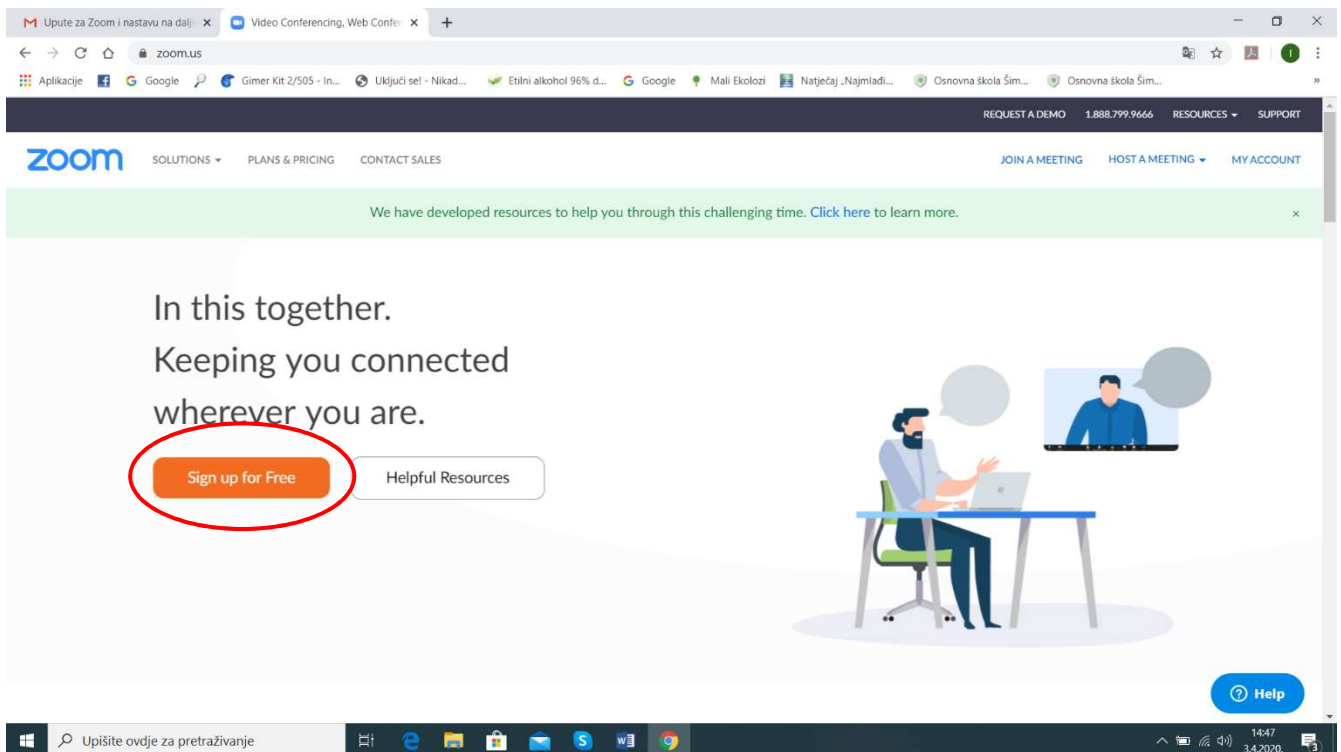 Upute za Zoom i nastavu na dalj
Video Conferencing, Web Confer
zoom.us
Aplikacije
Google
Gimer Kit 2/505 - In...
Uključi se! - Nikad...
Etilni alkohol 96% d...
Google
Mali Ekolozi
Natječaj „Najmlađi...
Osnovna škola Šim...
Osnovna škola Šim...
REQUEST A DEMO 1.888.799.9666 RESOURCES SUPPORT
zoom SOLUTIONS PLANS & PRICING CONTACT SALES JOIN A MEETING HOST A MEETING MY ACCOUNT
We have developed resources to help you through this challenging time. Click here to learn more.
In this together.
Keeping you connected
wherever you are.
Sign up for Free
Helpful Resources
Help
Upišite ovdje za pretraživanje
14:47
3.4.2020.